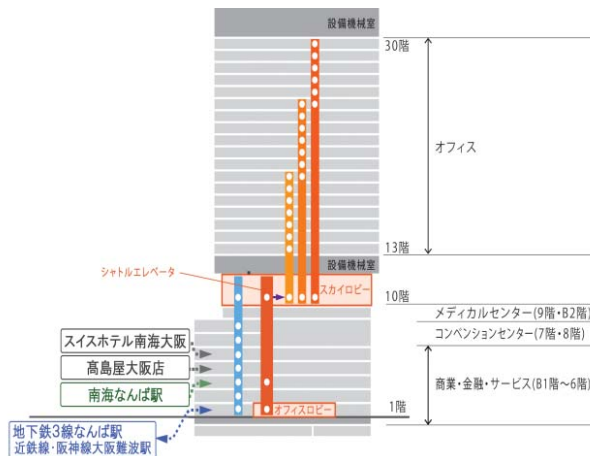 設備機械室
30階
オフィス
13階
設備機械室
シャトルエレベータ
スカイロビー
10階
メディカルセンター(9階・B2階)
コンベンションセンター(7階・8階)
スイスホテル南海大阪
髙島屋大阪店
南海なんば駅
商業・金融・サービス(B1階～6階)
オフィスロビー
1階
地下鉄3線なんば駅
近鉄線・阪神線大阪難波駅